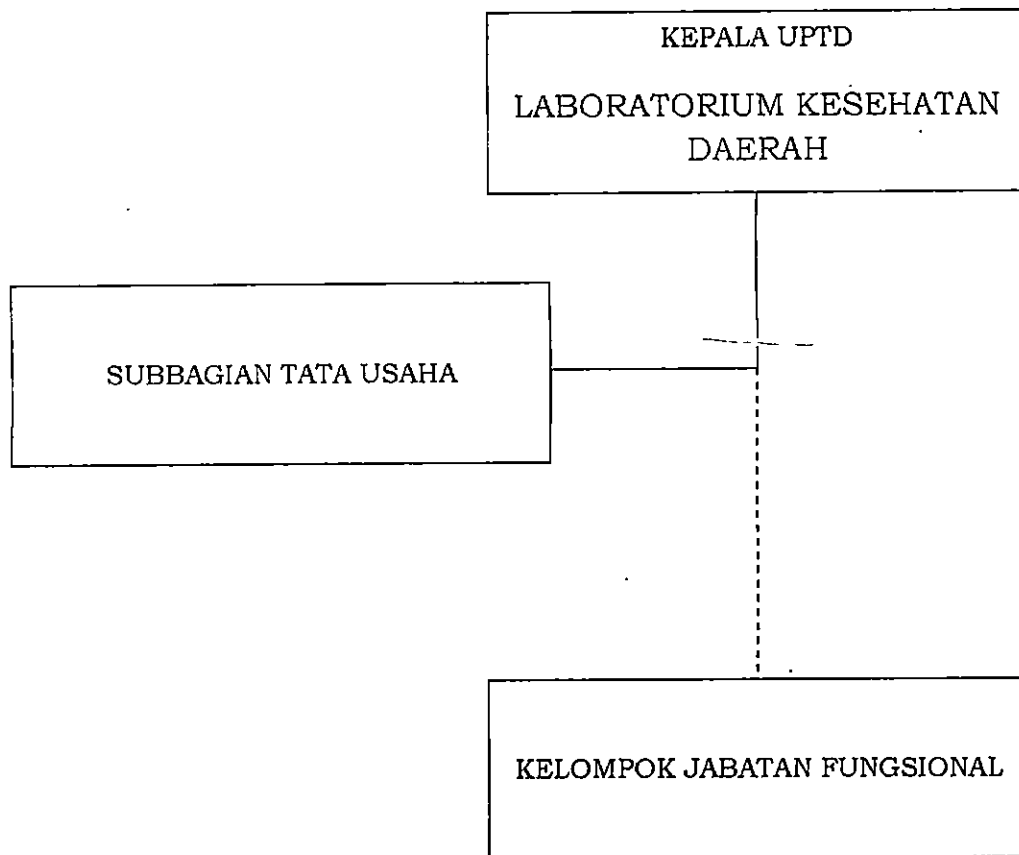 KEPALA UPTD
LABORATORIUM KESEHATAN
DAERAH
SUBBAGIAN TATA USAHA
KELOMPOK JABATAN FUNGSIONAL